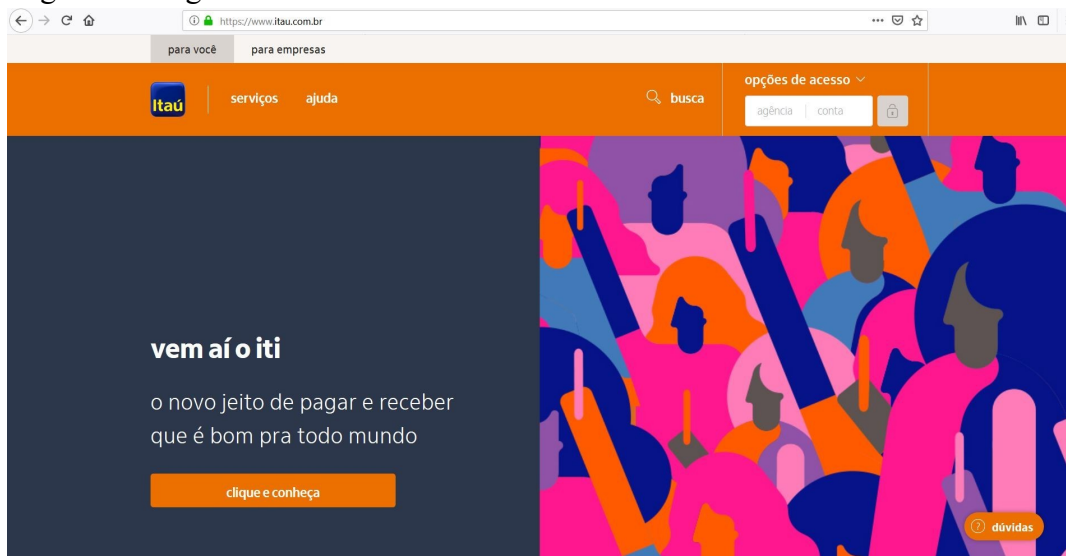 https://www.itau.com.br
para você para empresas
Itaú serviços ajuda busca
opções de acesso
agência conta
vem aí o iti
o novo jeito de pagar e receber
que é bom pra todo mundo
clique e conheça
? dúvidas